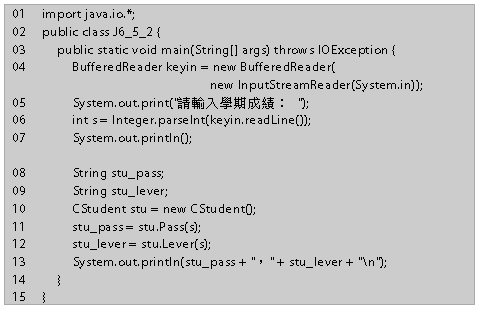 01 import java.io.*;
02 public class J6_5_2 {
03 public static void main(String[] args) throws IOException {
04 BufferedReader keyin = new BufferedReader(
new InputStreamReader(System.in));
05 System.out.print("請輸入學期成績： ");
06 int s= Integer.parseInt(keyin.readLine());
07 System.out.println();
08 String stu_pass;
09 String stu_lever;
10 CStudent stu = new CStudent();
11 stu_pass= stu.Pass(s);
12 stu_lever= stu.Lever(s);
13 System.out.println(stu_pass + "，"+ stu_lever + "\n");
14 }
15 }